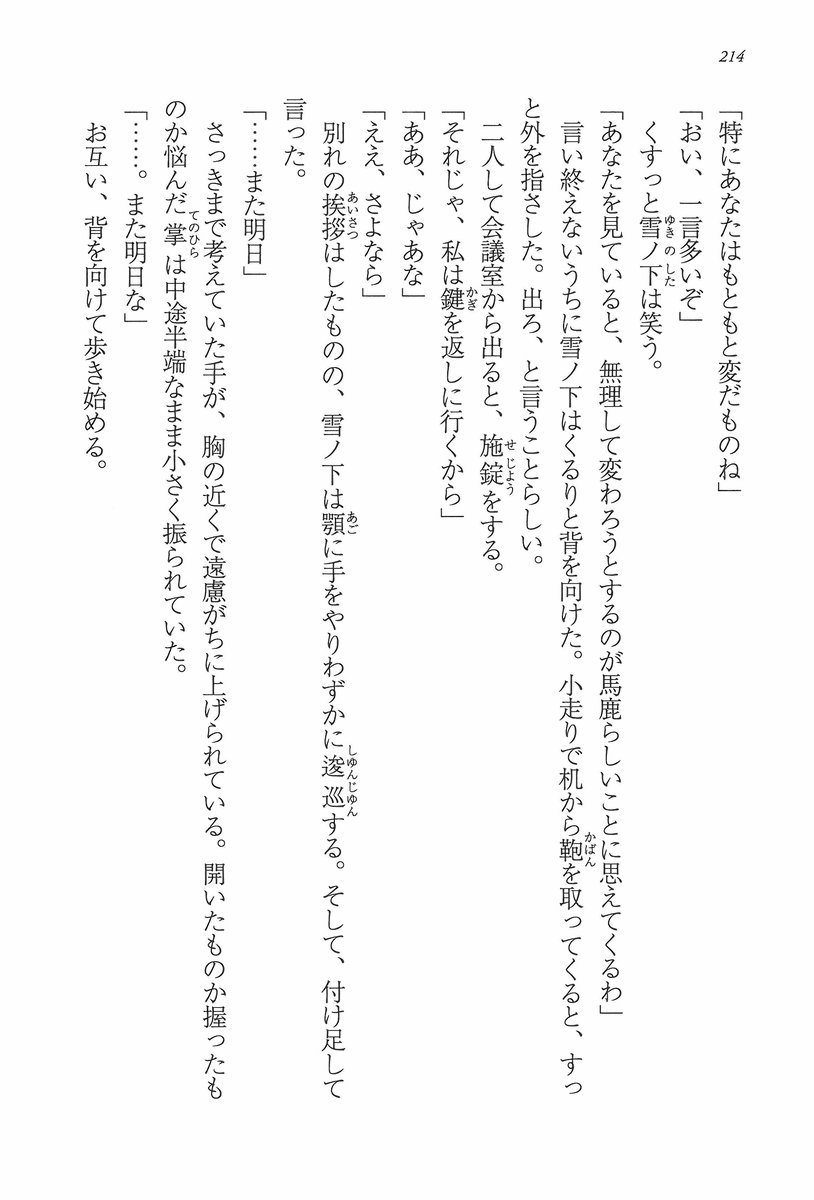 214
「特にあなたはもともと変だものね」
「おい、一言多いぞ」
くすっと雪ノ下は笑う。
「あなたを見ていると、無理して変わろうとするのが馬鹿らしいことに思えてくるわ」
言い終えないうちに雪ノ下はくるりと背を向けた。小走りで机から鞄を取ってくると、すっ
と外を指さした。出ろ、と言うことらしい。
二人して会議室から出ると、施錠をする。
「それじゃ、私は鍵を返しに行くから」
「ああ、じゃあな」
「ええ、さよなら」
別れの挨拶はしたものの、雪ノ下は顎に手をやりわずかに逡巡する。そして、付け足して
言った。
「……また明日」
さっきまで考えていた手が、胸の近くで遠慮がちに上げられている。開いたものか握ったも
のか悩んだ掌は中途半端なまま小さく振られていた。
「……。また明日な」
お互い、背を向けて歩き始める。